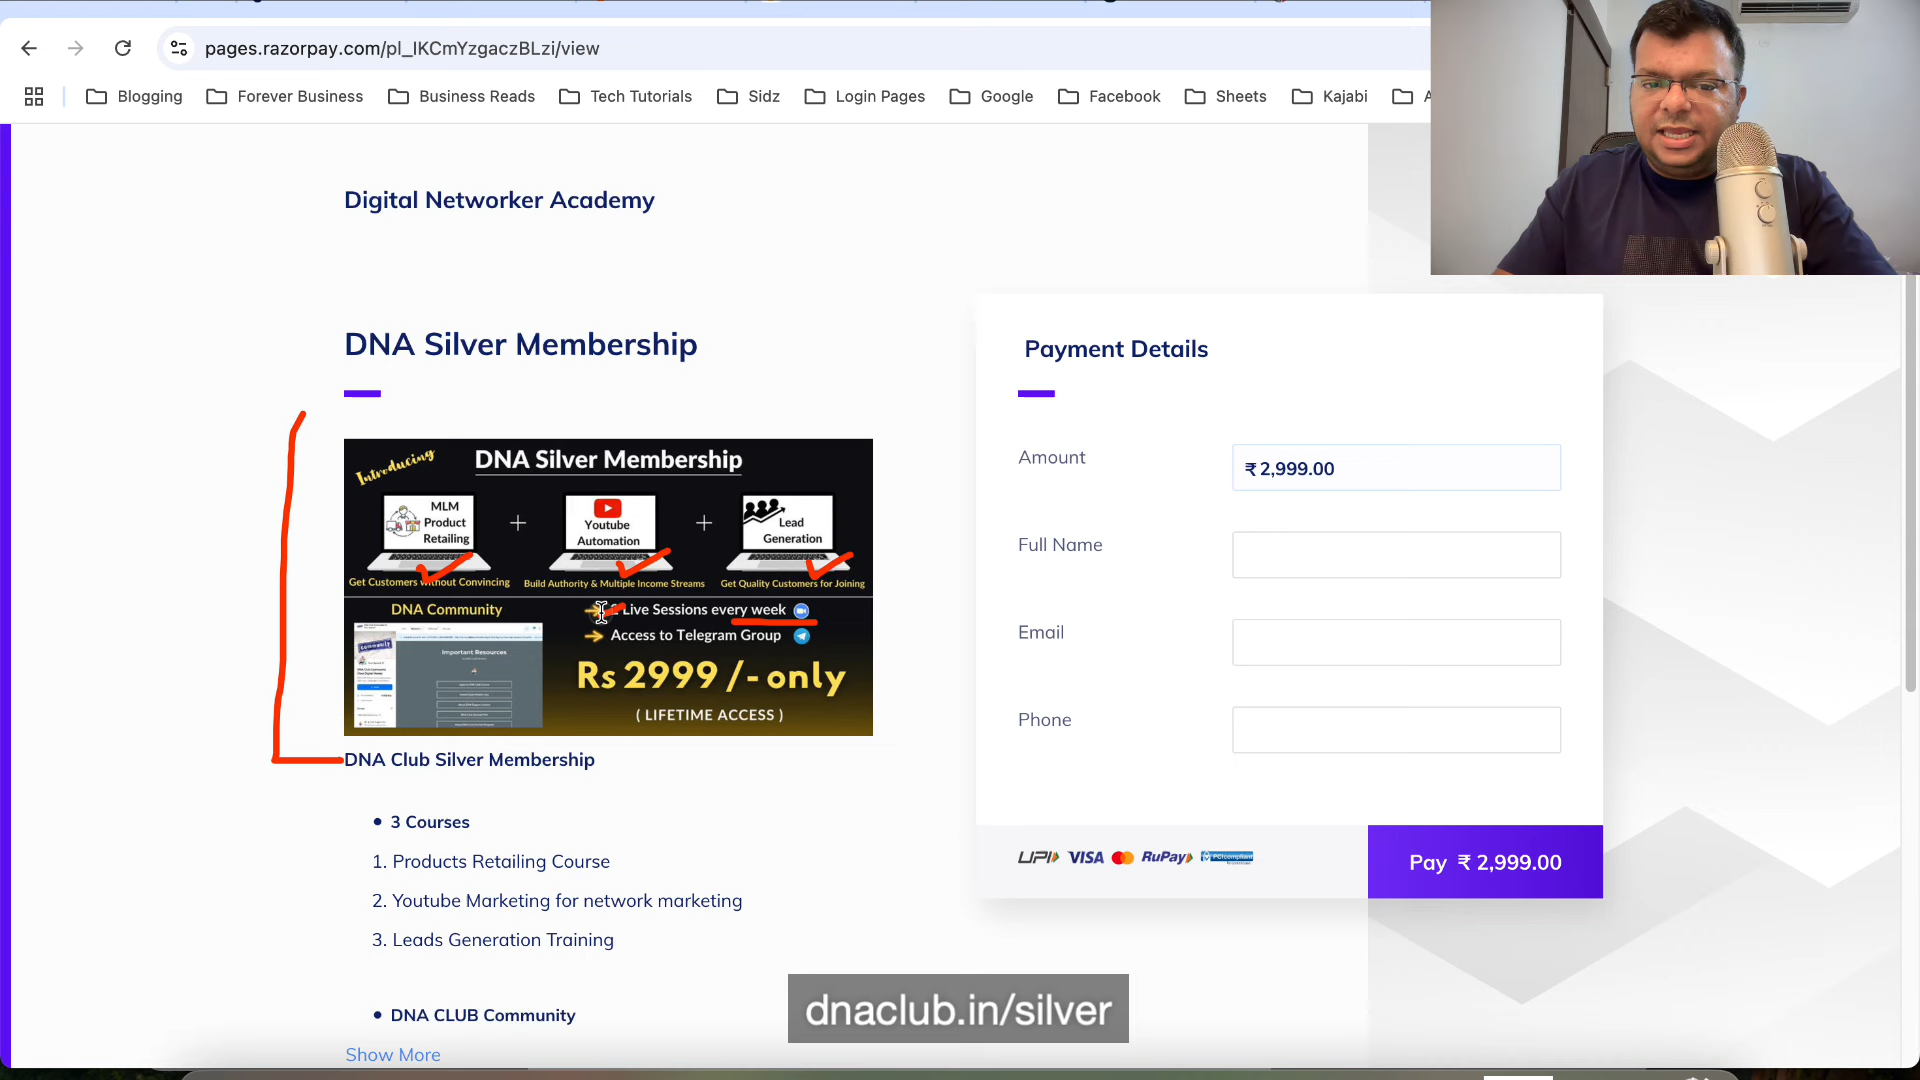 pages.razorpay.com/pl_IKCmYzgaczBLzi/view
Blogging
Forever Business
Business Reads
Tech Tutorials
Sidz
Login Pages
Google
Facebook
Sheets
Kajabi
Digital Networker Academy
DNA Silver Membership
Introducing
DNA Silver Membership
MLM
Product
Retailing
+
Youtube
Automation
+
Lead
Generation
Get Customers without Convincing
Build Authority & Multiple Income Streams
Get Quality Customers for Joining
DNA Community
Important Resources
Live Sessions every week
Access to Telegram Group
Rs 2999 /- only
( LIFETIME ACCESS )
DNA Club Silver Membership
• 3 Courses
1. Products Retailing Course
2. Youtube Marketing for network marketing
3. Leads Generation Training
• DNA CLUB Community
Show More
Payment Details
Amount
₹ 2,999.00
Full Name
Email
Phone
UPI VISA RuPay PCI compliant
Pay ₹ 2,999.00
dnaclub.in/silver